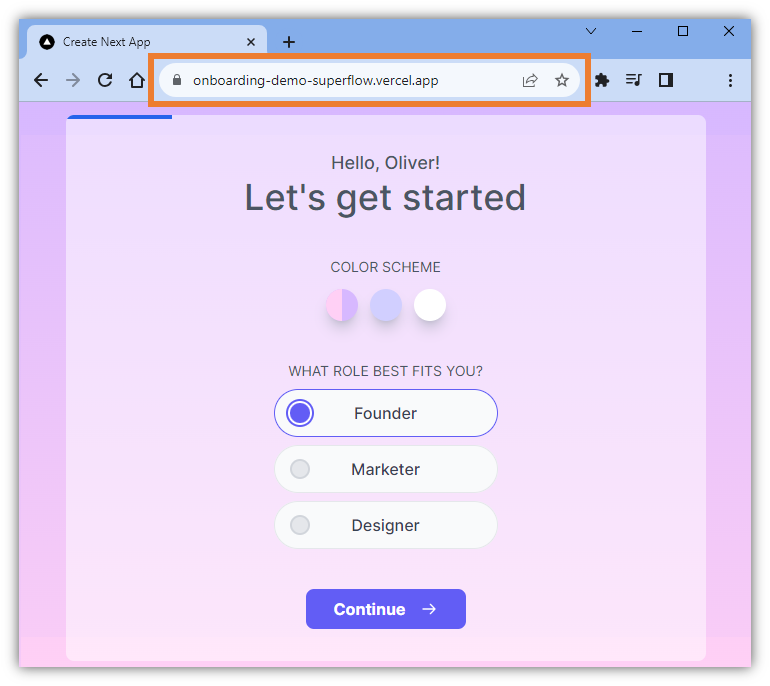 Create Next App
onboarding-demo-superflow.vercel.app
Hello, Oliver!
Let's get started
COLOR SCHEME
WHAT ROLE BEST FITS YOU?
Founder
Marketer
Designer
Continue